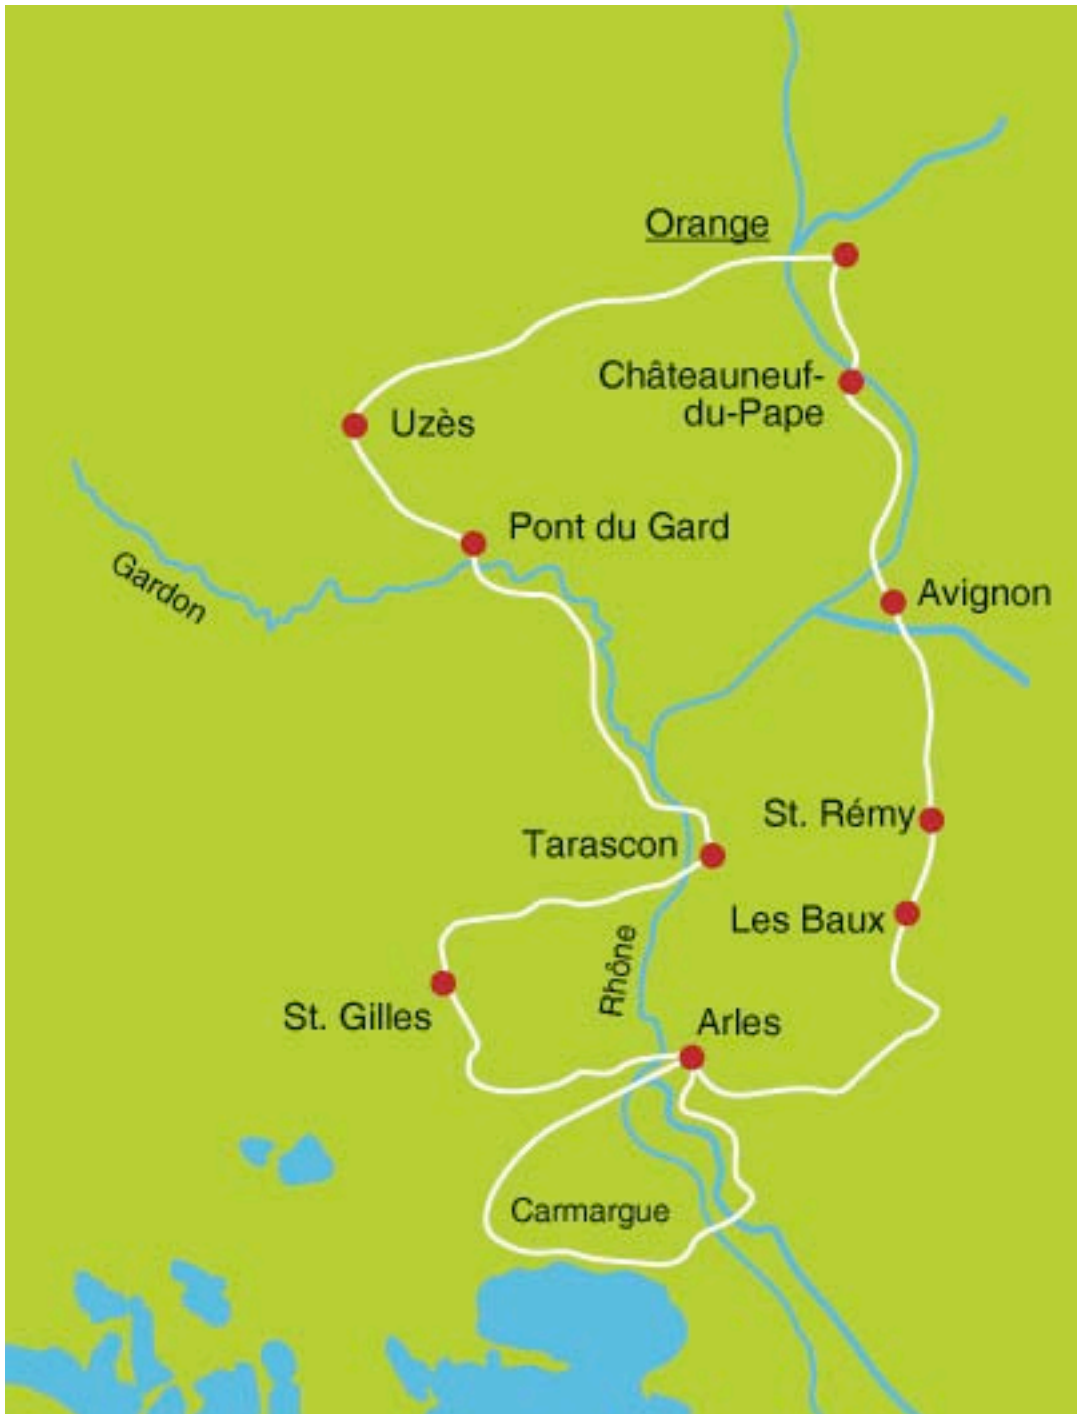 Orange
Châteauneuf-
du-Pape
Uzès
Pont du Gard
Gardon
Avignon
St. Rémy
Tarascon
Les Baux
Rhône
St. Gilles
Arles
Carmargue